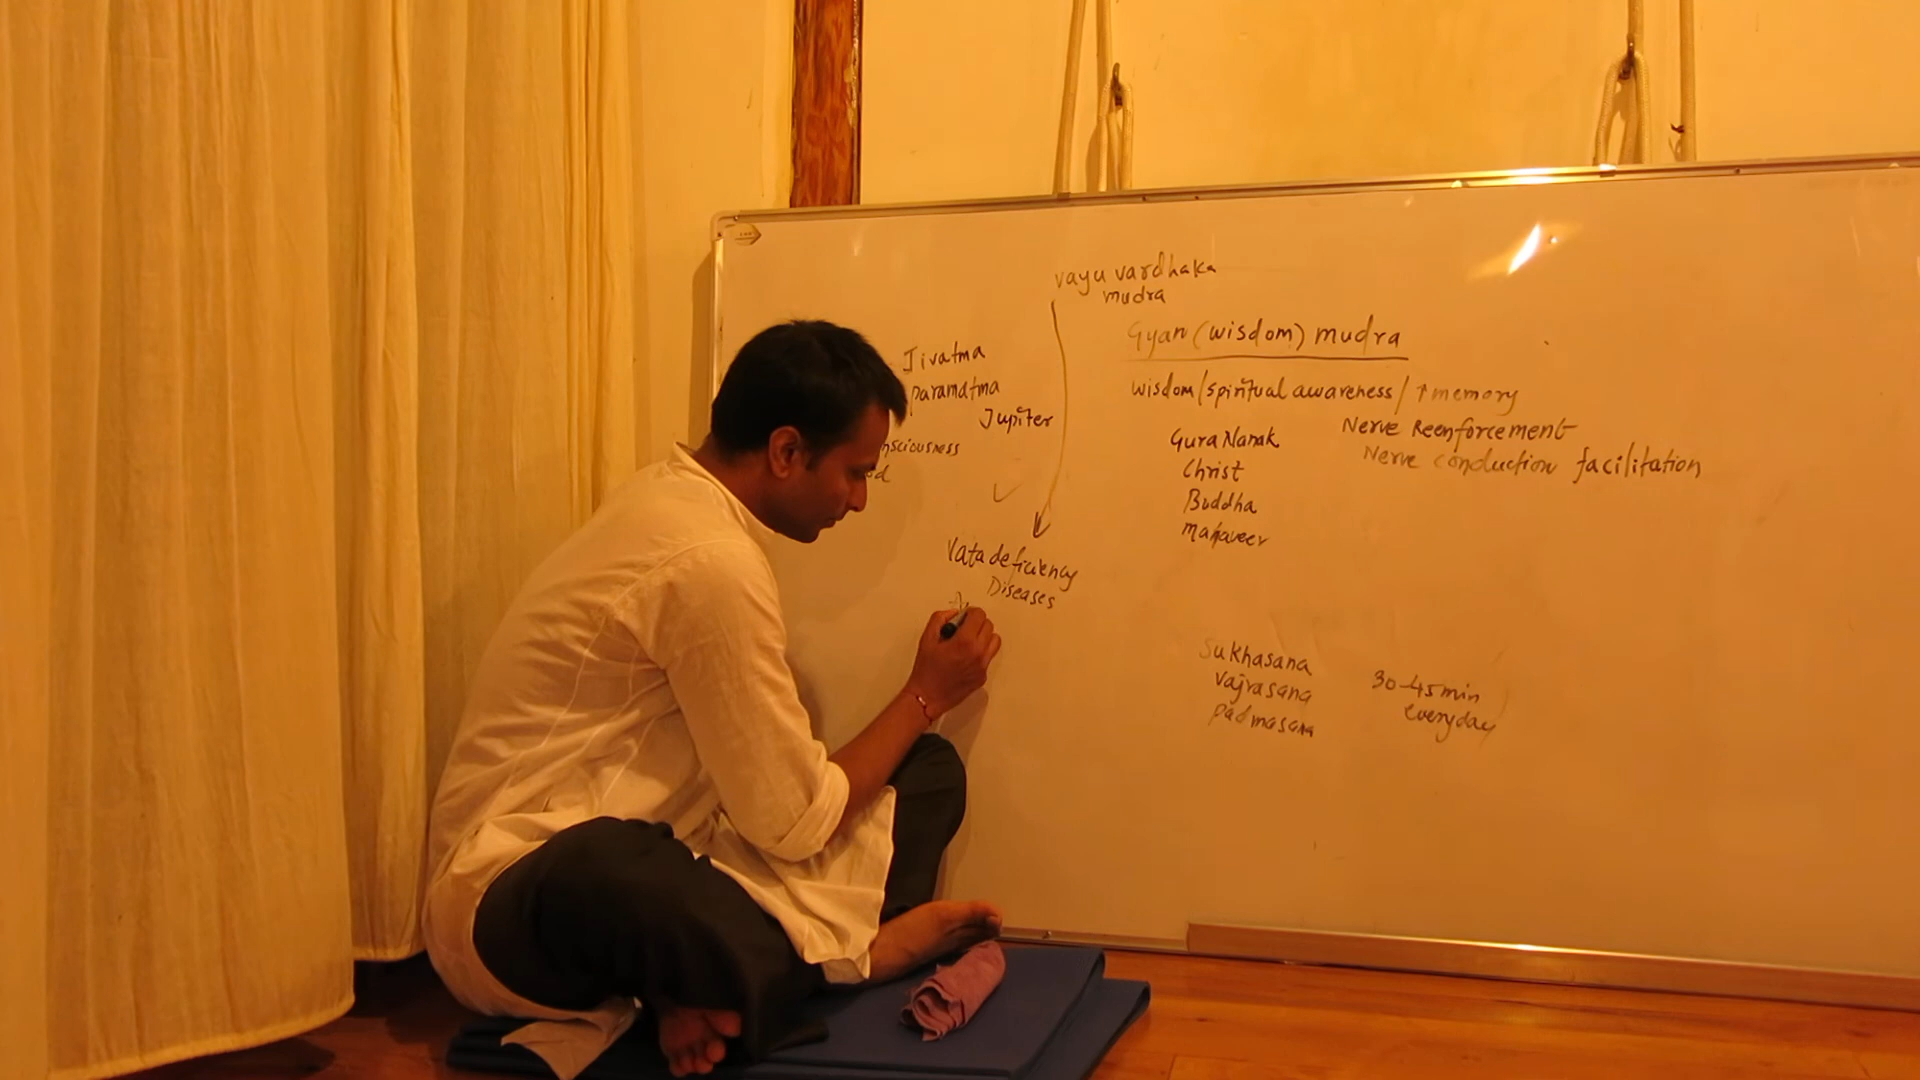 vayu vardhaka
mudra
Gyan (wisdom) mudra
Jivatma
paramatma
Jupiter
nsciousness
od
wisdom/spiritual awareness/↑memory
Nerve Reenforcement
Nerve conduction facilitation
Gura Nanak
Christ
Buddha
Mahaveer
Vata deficiency
Diseases
Sukhasana
Vajrasana
padmasana
30-45 min
everyday